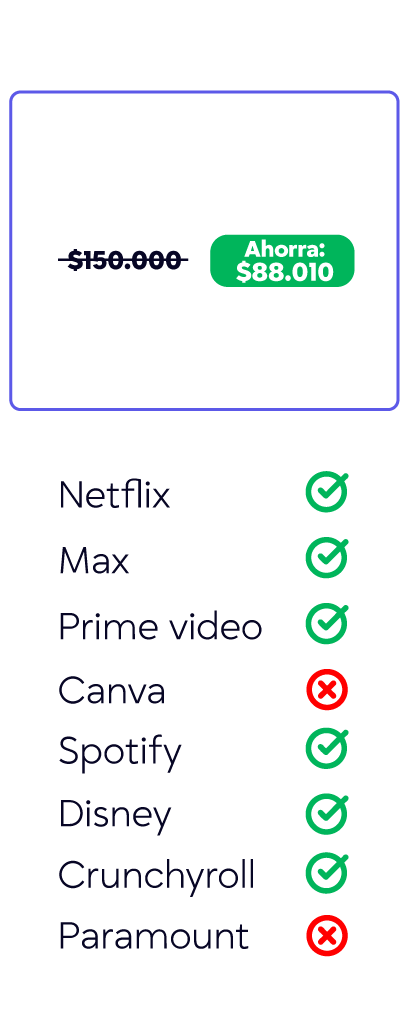 $150.000
Ahorra:
$88.010
Netflix
Max
Prime video
Canva
Spotify
Disney
Crunchyroll
Paramount